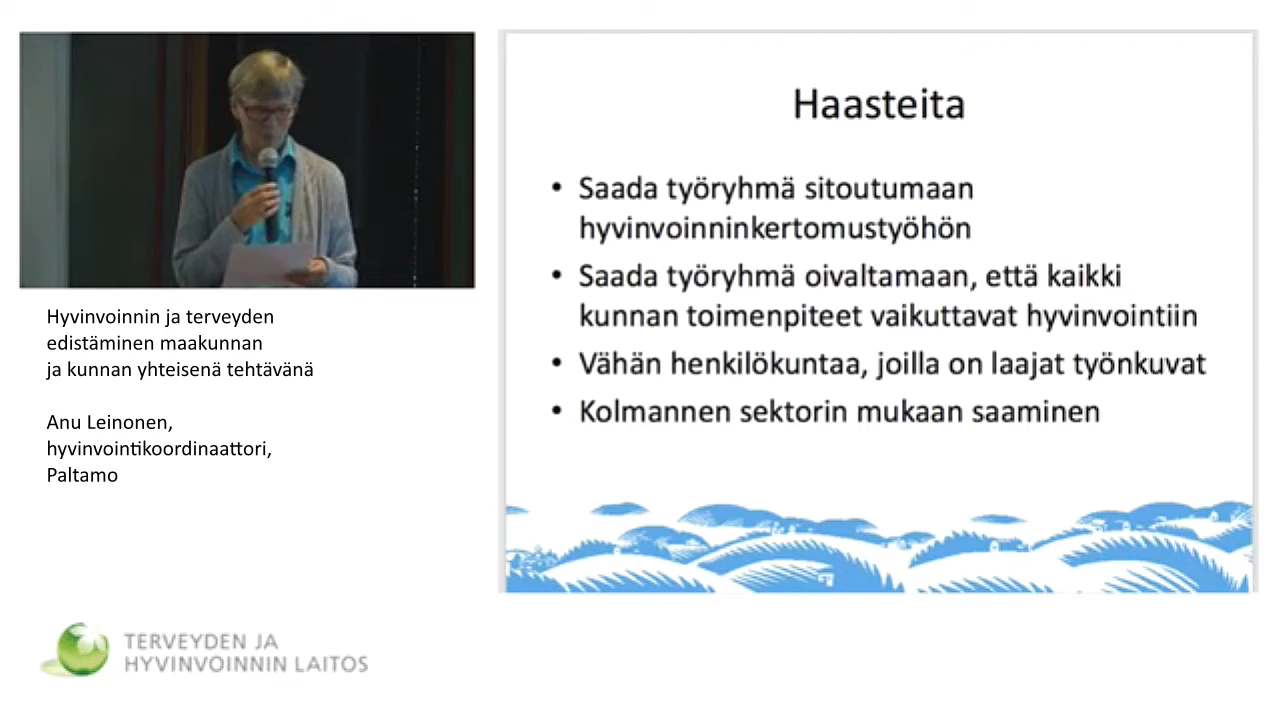 Haasteita
• Saada työryhmä sitoutumaan
hyvinvoinninkertomustyöhön
• Saada työryhmä oivaltamaan, että kaikki
kunnan toimenpiteet vaikuttavat hyvinvointiin
• Vähän henkilökuntaa, joilla on laajat työnkuvat
• Kolmannen sektorin mukaan saaminen
Hyvinvoinnin ja terveyden
edistäminen maakunnan
ja kunnan yhteisenä tehtävänä
Anu Leinonen,
hyvinvointikoordinaattori,
Paltamo
TERVEYDEN JA
HYVINVOINNIN LAITOS